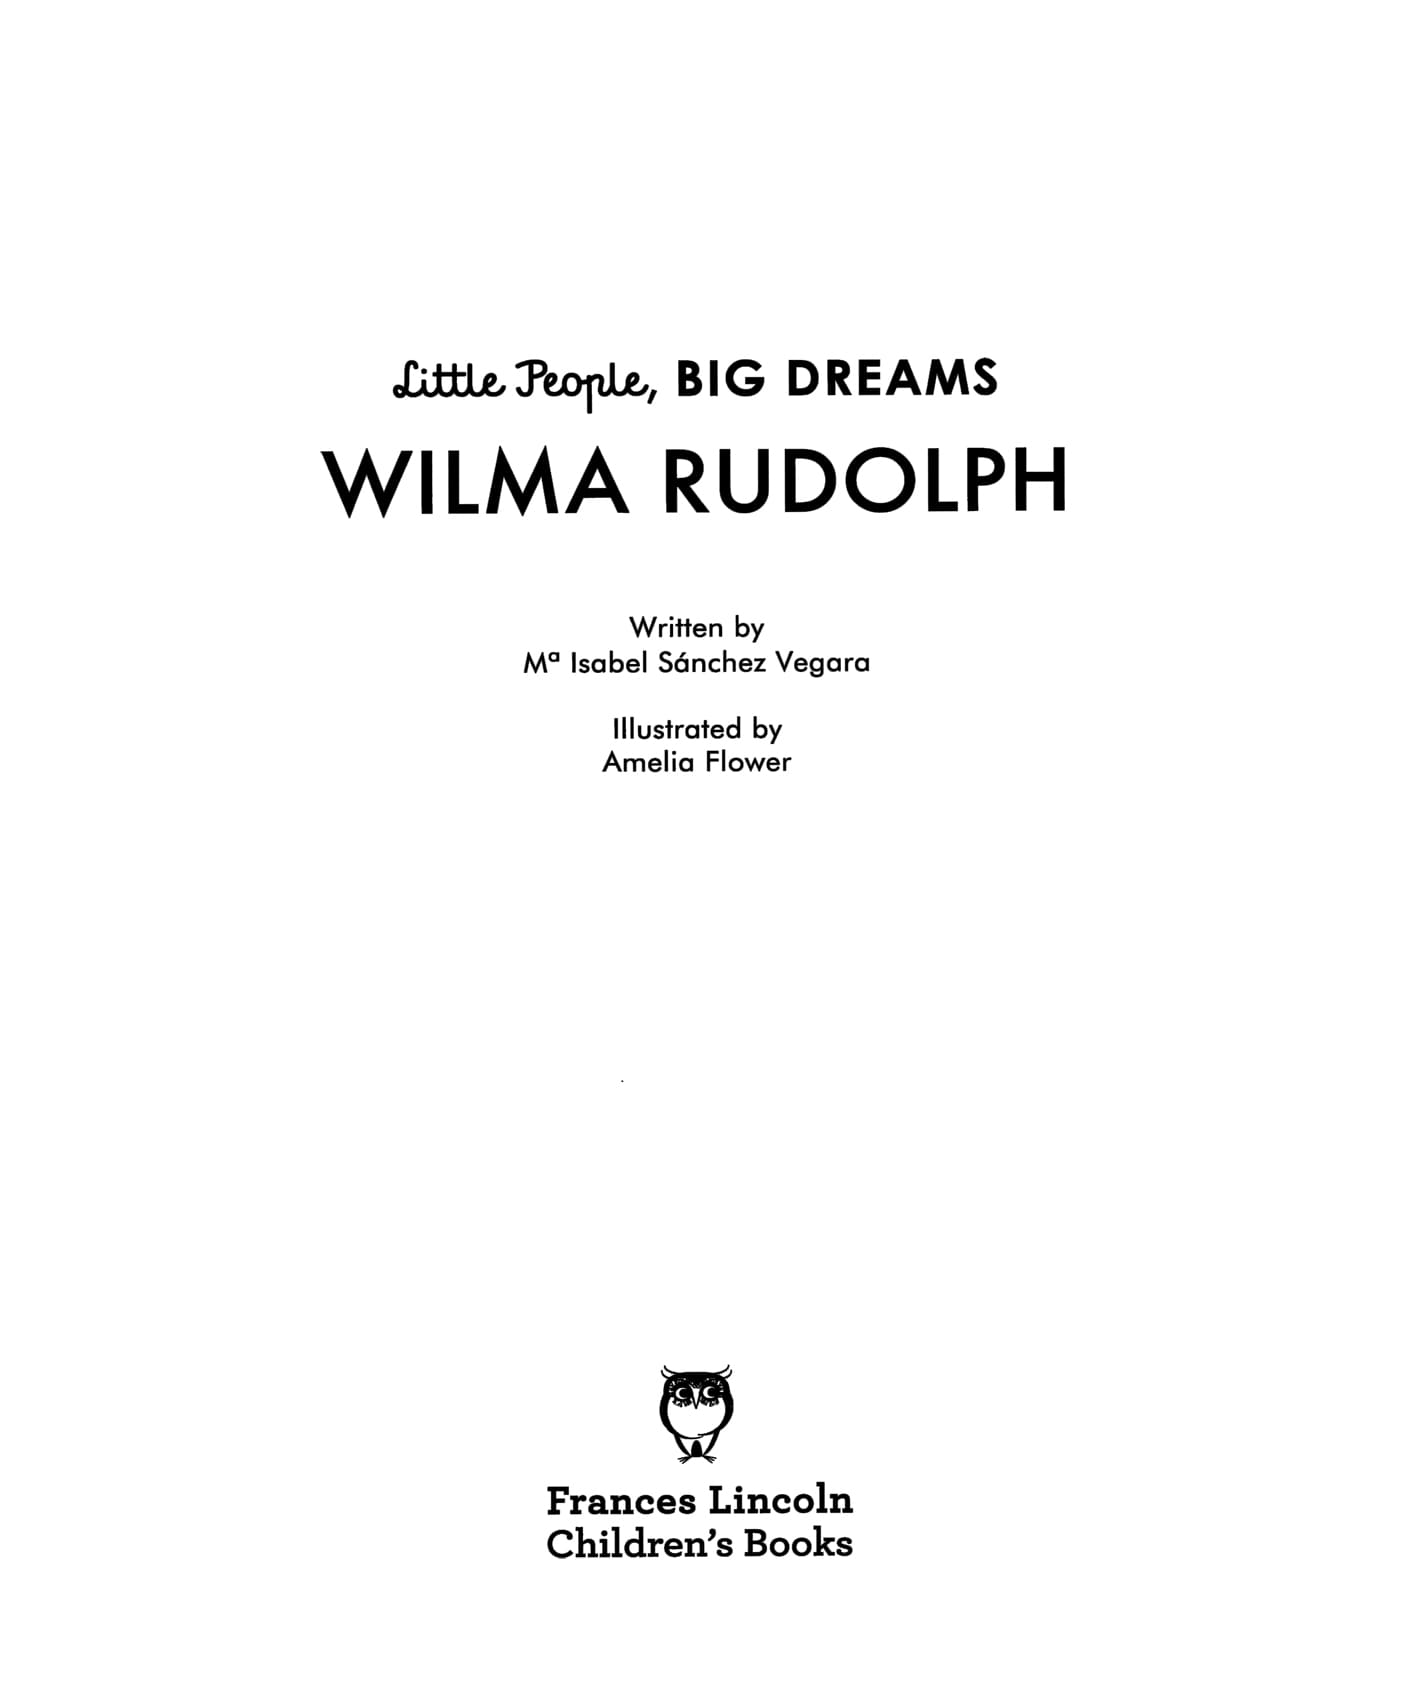 Little People, BIG DREAMS
WILMA RUDOLPH
Written by
Mª Isabel Sánchez Vegara
Illustrated by
Amelia Flower
Frances Lincoln
Children's Books